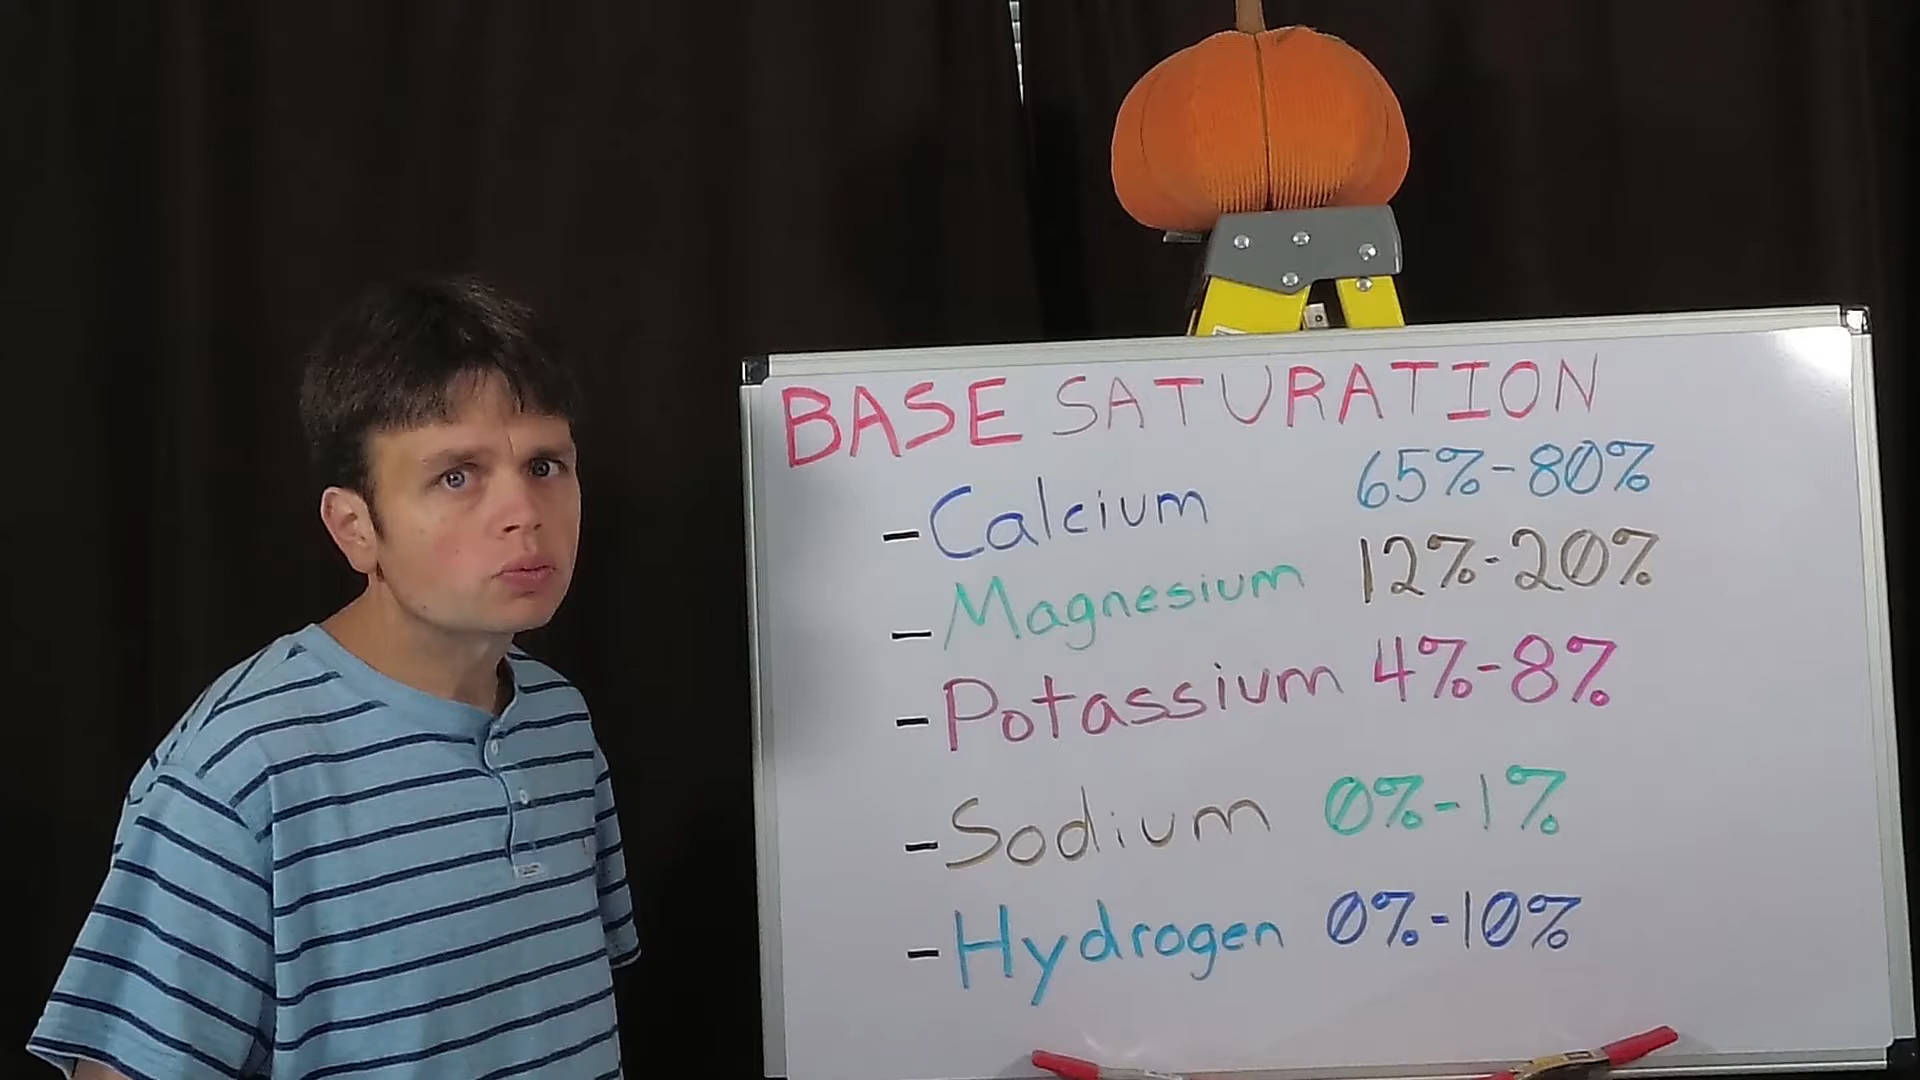 BASE SATURATION
- Calcium 65%-80%
- Magnesium 12%-20%
- Potassium 4%-8%
- Sodium 0%-1%
- Hydrogen 0%-10%